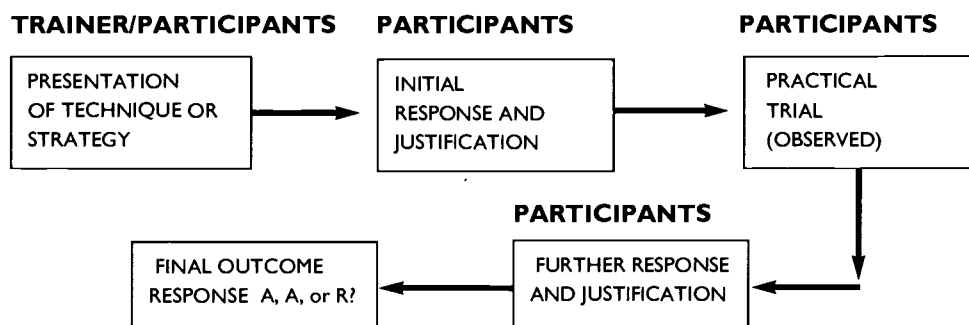 TRAINER/PARTICIPANTS
PRESENTATION
OF TECHNIQUE OR
STRATEGY
PARTICIPANTS
INITIAL
RESPONSE AND
JUSTIFICATION
PARTICIPANTS
PRACTICAL
TRIAL
(OBSERVED)
PARTICIPANTS
FURTHER RESPONSE
AND JUSTIFICATION
FINAL OUTCOME
RESPONSE A, A, or R?